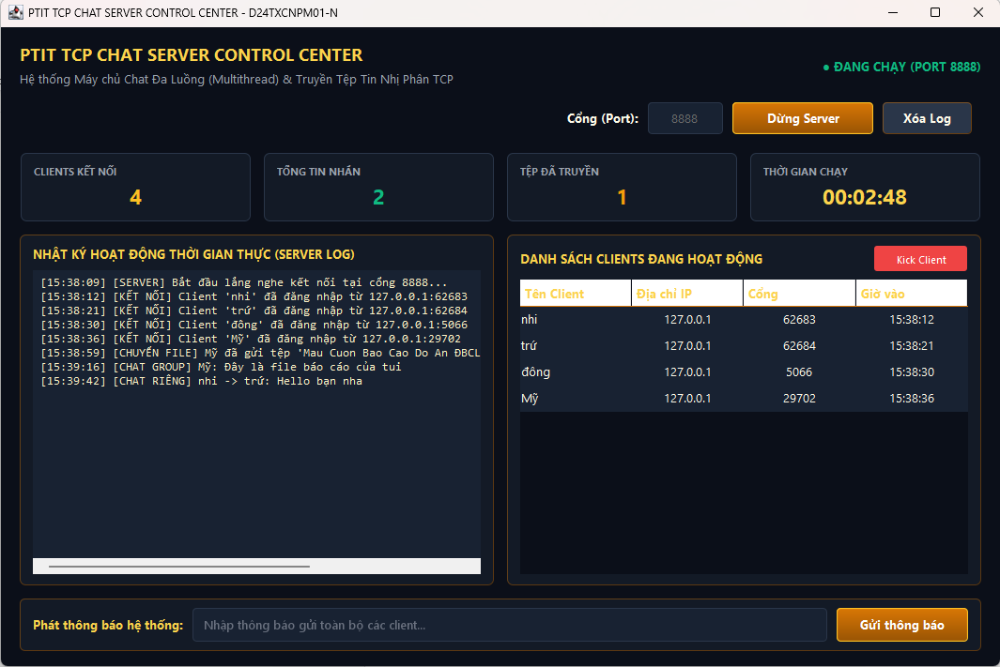 PTIT TCP CHAT SERVER CONTROL CENTER - D24TXCNPM01-N
PTIT TCP CHAT SERVER CONTROL CENTER
Hệ thống Máy chủ Chat Đa Luồng (Multithread) & Truyền Tệp Tin Nhị Phân TCP
● ĐANG CHẠY (PORT 8888)
Cổng (Port): 8888 Dừng Server Xóa Log
CLIENTS KẾT NỐI
4
TỔNG TIN NHẮN
2
TỆP ĐÃ TRUYỀN
1
THỜI GIAN CHẠY
00:02:48
NHẬT KÝ HOẠT ĐỘNG THỜI GIAN THỰC (SERVER LOG)
[15:38:09] [SERVER] Bắt đầu lắng nghe kết nối tại cổng 8888...
[15:38:12] [KẾT NỐI] Client 'nhi' đã đăng nhập từ 127.0.0.1:62683
[15:38:21] [KẾT NỐI] Client 'trứ' đã đăng nhập từ 127.0.0.1:62684
[15:38:30] [KẾT NỐI] Client 'đông' đã đăng nhập từ 127.0.0.1:5066
[15:38:36] [KẾT NỐI] Client 'Mỹ' đã đăng nhập từ 127.0.0.1:29702
[15:38:59] [CHUYỂN FILE] Mỹ đã gửi tệp 'Mau Cuon Bao Cao Do An ĐBCL
[15:39:16] [CHAT GROUP] Mỹ: Đây là file báo cáo của tui
[15:39:42] [CHAT RIÊNG] nhi -> trứ: Hello bạn nha
DANH SÁCH CLIENTS ĐANG HOẠT ĐỘNG
Kick Client
Tên Client Địa chỉ IP Cổng Giờ vào
nhi 127.0.0.1 62683 15:38:12
trứ 127.0.0.1 62684 15:38:21
đông 127.0.0.1 5066 15:38:30
Mỹ 127.0.0.1 29702 15:38:36
Phát thông báo hệ thống: Nhập thông báo gửi toàn bộ các client... Gửi thông báo